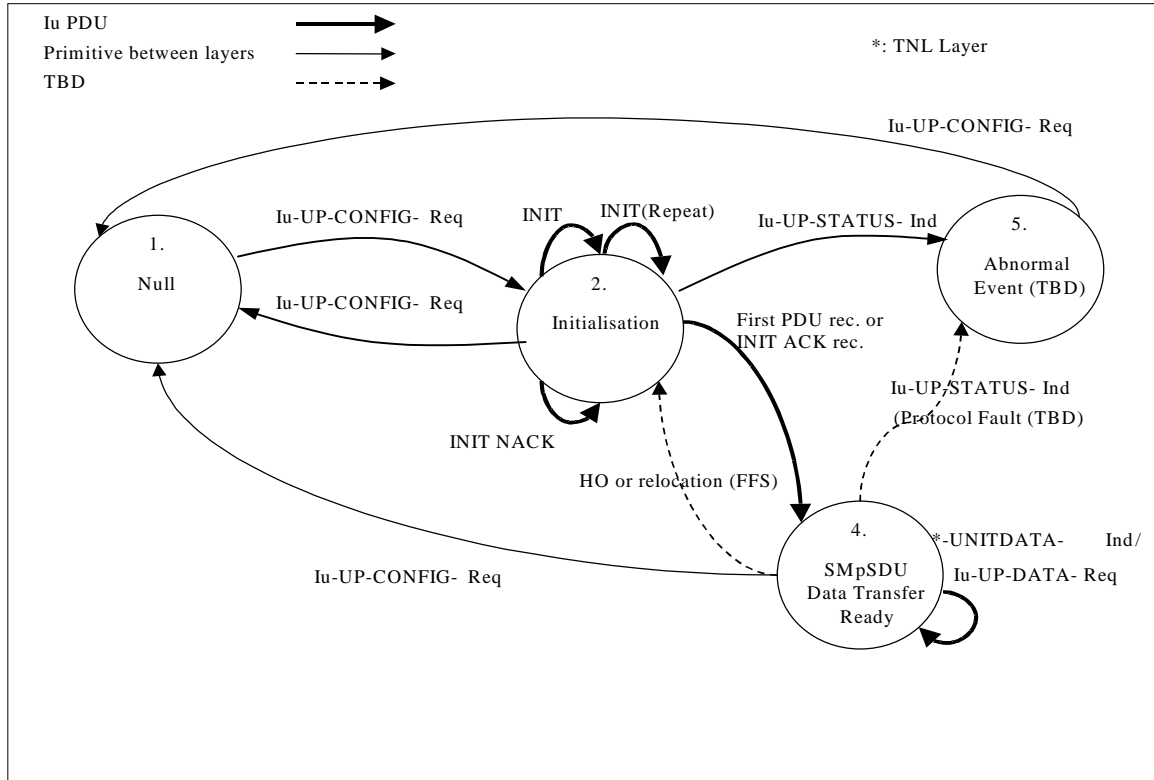 Iu PDU
Primitive between layers
TBD
*: TNL Layer
Iu-UP-CONFIG- Req
1.
Null
Iu-UP-CONFIG- Req
Iu-UP-CONFIG- Req
INIT
INIT(Repeat)
2.
Initialisation
INIT NACK
Iu-UP-STATUS- Ind
5.
Abnormal
Event (TBD)
First PDU rec. or
INIT ACK rec.
Iu-UP-STATUS- Ind
(Protocol Fault (TBD)
HO or relocation (FFS)
Iu-UP-CONFIG- Req
4.
SMpSDU
Data Transfer
Ready
*-UNITDATA- Ind/
Iu-UP-DATA- Req